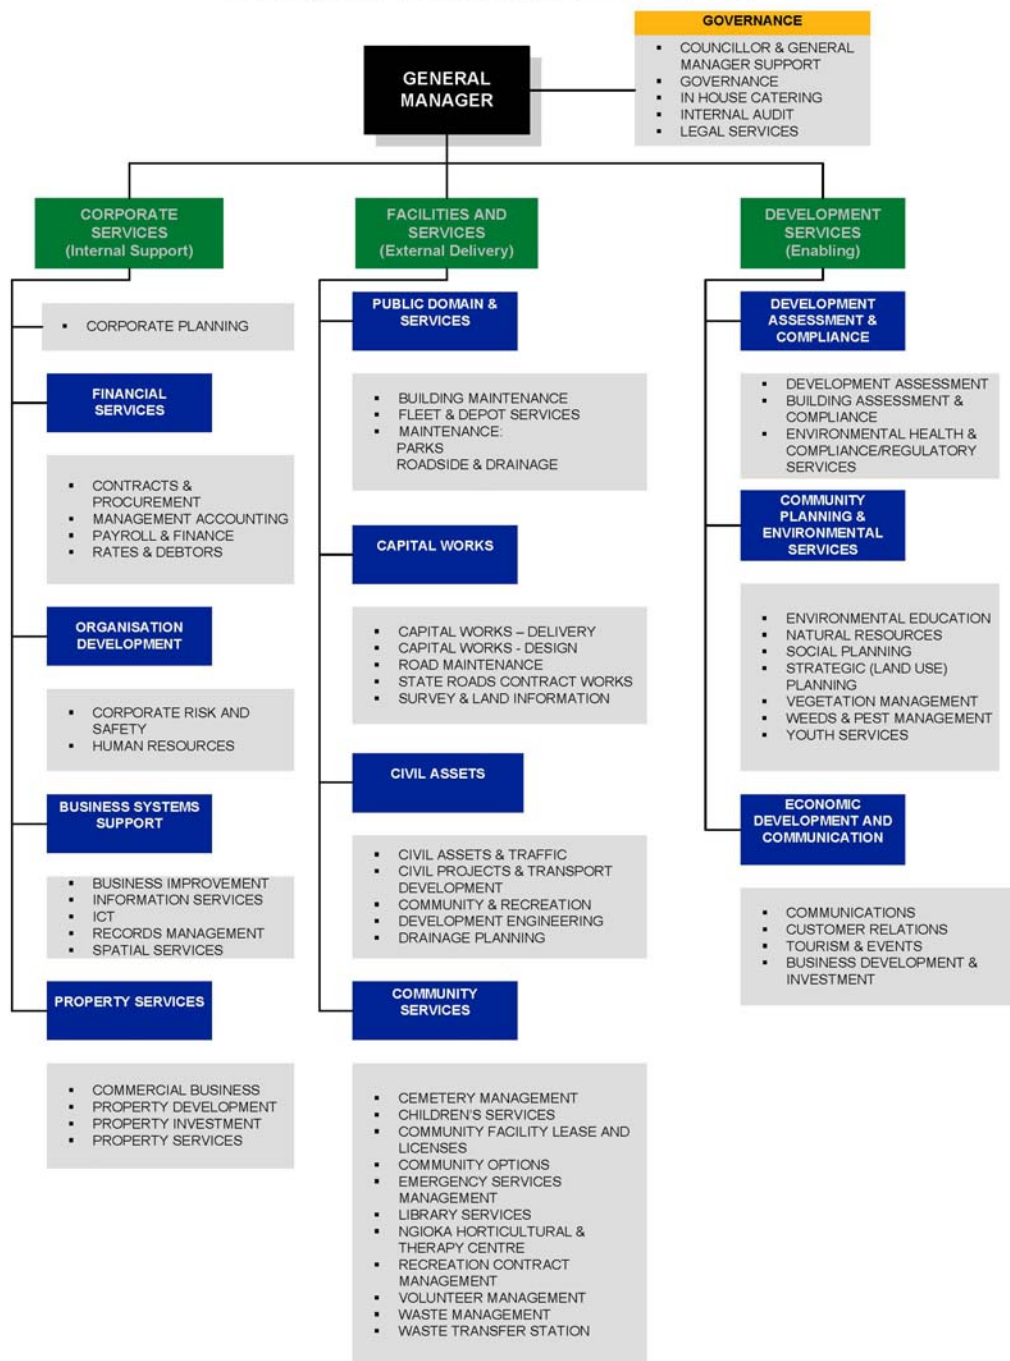 GOVERNANCE
▪ COUNCILLOR & GENERAL
MANAGER SUPPORT
▪ GOVERNANCE
▪ IN HOUSE CATERING
▪ INTERNAL AUDIT
▪ LEGAL SERVICES
GENERAL
MANAGER
CORPORATE
SERVICES
(Internal Support)
▪ CORPORATE PLANNING
FINANCIAL
SERVICES
▪ CONTRACTS &
PROCUREMENT
▪ MANAGEMENT ACCOUNTING
▪ PAYROLL & FINANCE
▪ RATES & DEBTORS
ORGANISATION
DEVELOPMENT
▪ CORPORATE RISK AND
SAFETY
▪ HUMAN RESOURCES
BUSINESS SYSTEMS
SUPPORT
▪ BUSINESS IMPROVEMENT
▪ INFORMATION SERVICES
▪ ICT
▪ RECORDS MANAGEMENT
▪ SPATIAL SERVICES
PROPERTY SERVICES
▪ COMMERCIAL BUSINESS
▪ PROPERTY DEVELOPMENT
▪ PROPERTY INVESTMENT
▪ PROPERTY SERVICES
FACILITIES AND
SERVICES
(External Delivery)
PUBLIC DOMAIN &
SERVICES
▪ BUILDING MAINTENANCE
▪ FLEET & DEPOT SERVICES
▪ MAINTENANCE:
PARKS
ROADSIDE & DRAINAGE
CAPITAL WORKS
▪ CAPITAL WORKS – DELIVERY
▪ CAPITAL WORKS - DESIGN
▪ ROAD MAINTENANCE
▪ STATE ROADS CONTRACT WORKS
▪ SURVEY & LAND INFORMATION
CIVIL ASSETS
▪ CIVIL ASSETS & TRAFFIC
▪ CIVIL PROJECTS & TRANSPORT
DEVELOPMENT
▪ COMMUNITY & RECREATION
▪ DEVELOPMENT ENGINEERING
▪ DRAINAGE PLANNING
COMMUNITY
SERVICES
▪ CEMETERY MANAGEMENT
▪ CHILDREN'S SERVICES
▪ COMMUNITY FACILITY LEASE AND
LICENSES
▪ COMMUNITY OPTIONS
▪ EMERGENCY SERVICES
MANAGEMENT
▪ LIBRARY SERVICES
▪ NGIOKA HORTICULTURAL &
THERAPY CENTRE
▪ RECREATION CONTRACT
MANAGEMENT
▪ VOLUNTEER MANAGEMENT
▪ WASTE MANAGEMENT
▪ WASTE TRANSFER STATION
DEVELOPMENT
SERVICES
(Enabling)
DEVELOPMENT
ASSESSMENT &
COMPLIANCE
▪ DEVELOPMENT ASSESSMENT
▪ BUILDING ASSESSMENT &
COMPLIANCE
▪ ENVIRONMENTAL HEALTH &
COMPLIANCE/REGULATORY
SERVICES
COMMUNITY
PLANNING &
ENVIRONMENTAL
SERVICES
▪ ENVIRONMENTAL EDUCATION
▪ NATURAL RESOURCES
▪ SOCIAL PLANNING
▪ STRATEGIC (LAND USE)
PLANNING
▪ VEGETATION MANAGEMENT
▪ WEEDS & PEST MANAGEMENT
▪ YOUTH SERVICES
ECONOMIC
DEVELOPMENT AND
COMMUNICATION
▪ COMMUNICATIONS
▪ CUSTOMER RELATIONS
▪ TOURISM & EVENTS
▪ BUSINESS DEVELOPMENT &
INVESTMENT